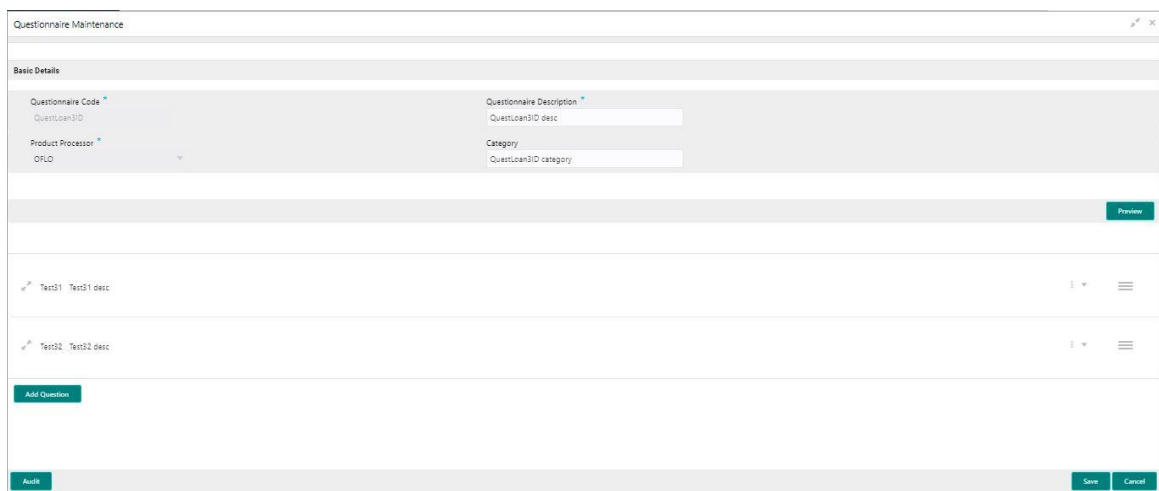 Questionnaire Maintenance
Basic Details
Questionnaire Code *
Questionnaire Description *
QuestLoan3ID
QuestLoan3ID desc
Product Processor *
Category
OFLO
QuestLoan3ID category
Preview
Test31 Test31 desc
Test32 Test32 desc
Add Question
Audit
Save
Cancel